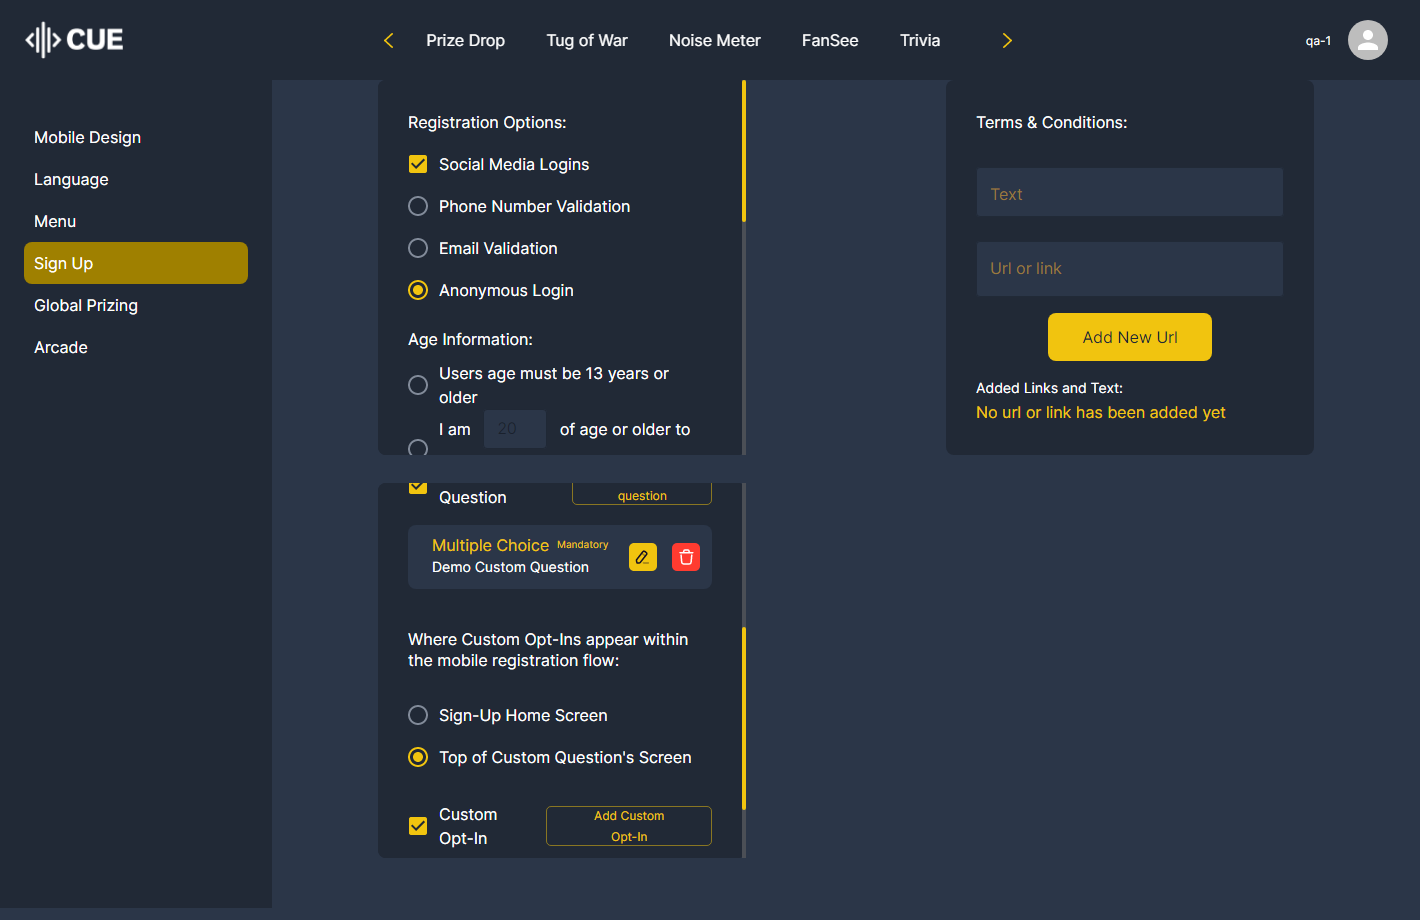 CUE
Prize Drop
Tug of War
Noise Meter
FanSee
Trivia
qa-1
Mobile Design
Language
Menu
Sign Up
Global Prizing
Arcade
Registration Options:
Social Media Logins
Phone Number Validation
Email Validation
Anonymous Login
Age Information:
Users age must be 13 years or
older
I am 20 of age or older to
Question
question
Multiple Choice Mandatory
Demo Custom Question
Where Custom Opt-Ins appear within
the mobile registration flow:
Sign-Up Home Screen
Top of Custom Question's Screen
Custom
Opt-In
Add Custom
Opt-In
Terms & Conditions:
Text
Url or link
Add New Url
Added Links and Text:
No url or link has been added yet